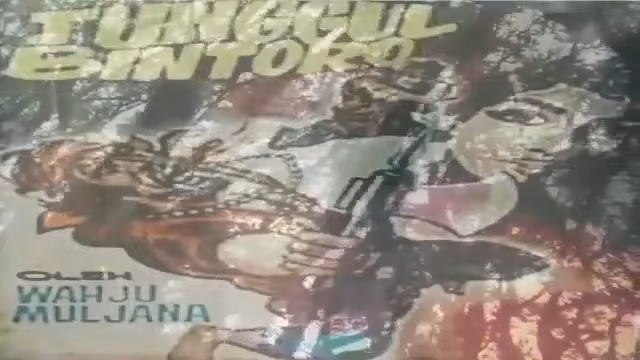 TUNGGUL
BINTORO
OLEH
WAHJU
MULJANA